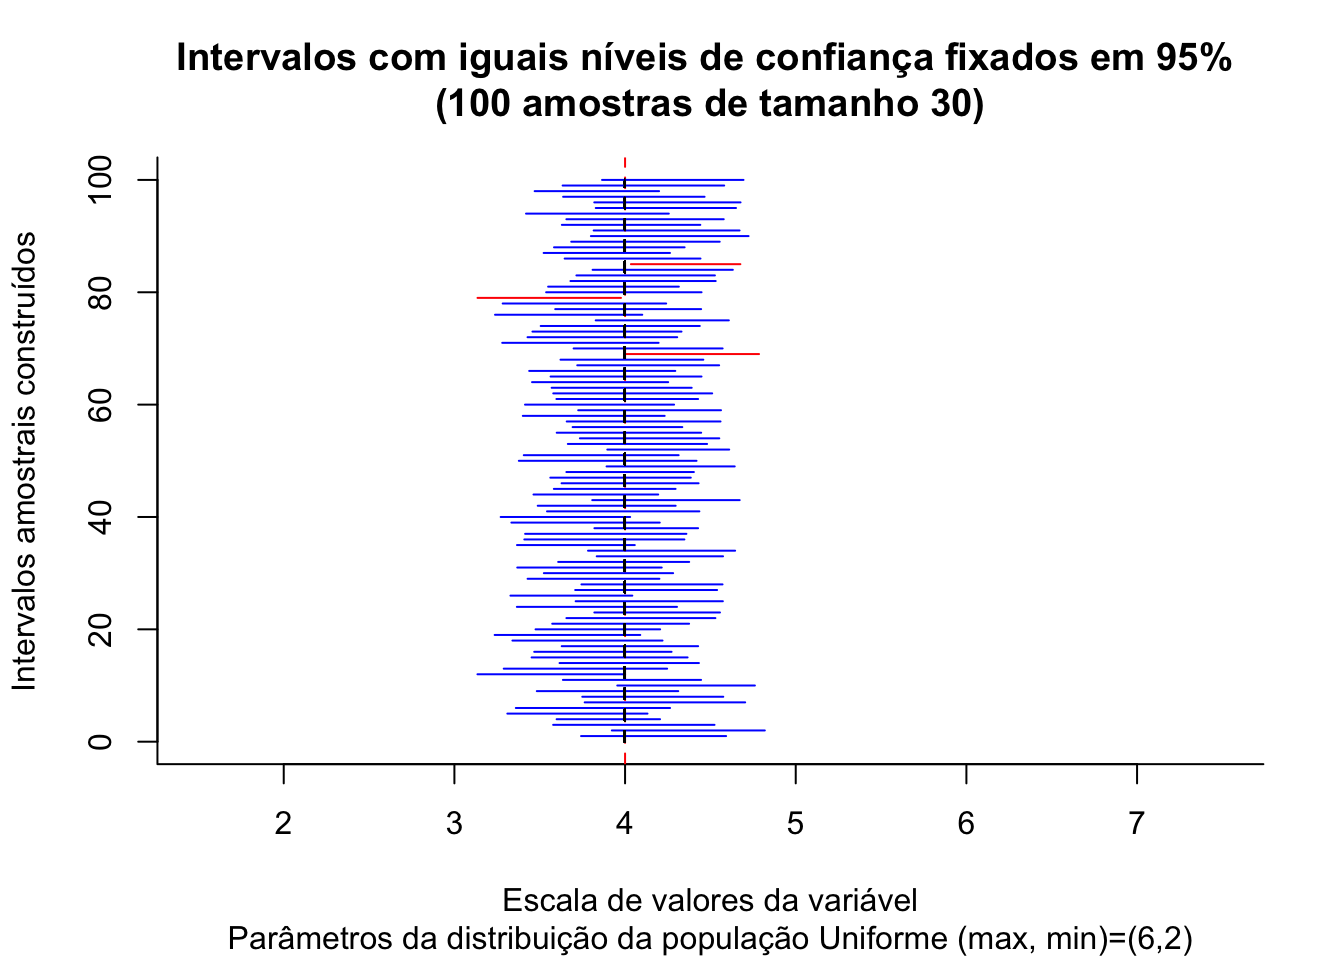 Intervalos com iguais níveis de confiança fixados em 95%
(100 amostras de tamanho 30)
Intervalos amostrais construídos
100
80
60
40
20
0
2 3 4 5 6 7
Escala de valores da variável
Parâmetros da distribuição da população Uniforme (max, min)=(6,2)